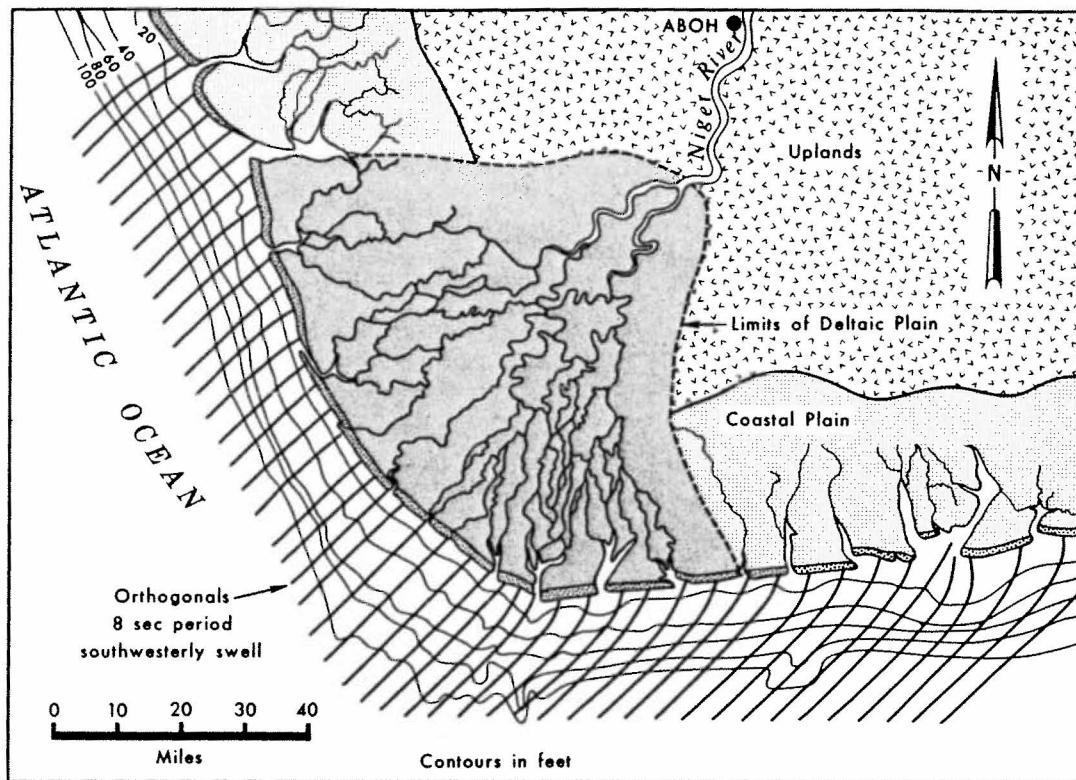 20
40
60
80
100
ABOH
Niger River
Uplands
N
ATLANTIC OCEAN
Limits of Deltaic Plain
Coastal Plain
Orthogonals
8 sec period
southwesterly swell
0 10 20 30 40
Miles
Contours in feet